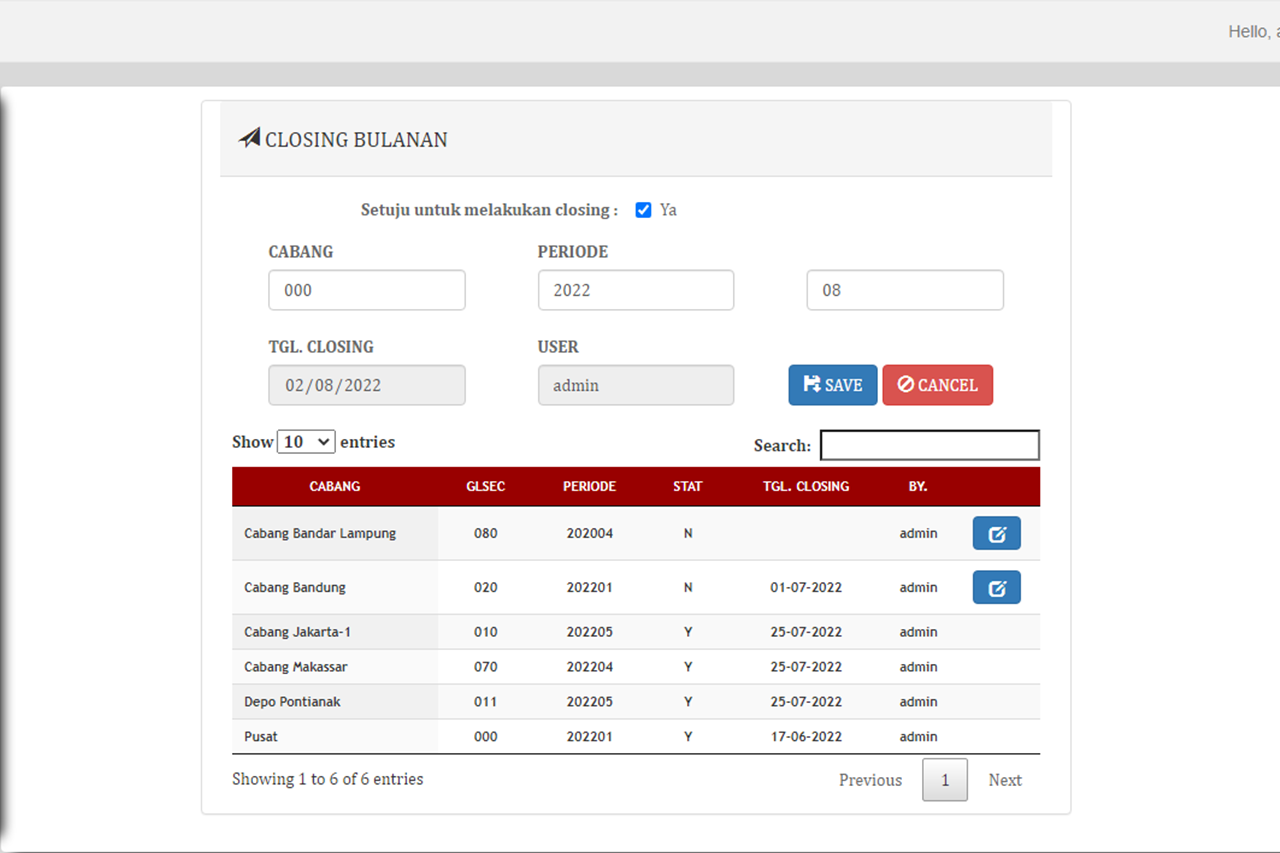 Hello, a
CLOSING BULANAN
Setuju untuk melakukan closing : Ya
CABANG PERIODE
000 2022 08
TGL. CLOSING USER
02/08/2022 admin SAVE CANCEL
Show 10 entries Search:
CABANG GLSEC PERIODE STAT TGL. CLOSING BY.
Cabang Bandar Lampung 080 202004 N admin
Cabang Bandung 020 202201 N 01-07-2022 admin
Cabang Jakarta-1 010 202205 Y 25-07-2022 admin
Cabang Makassar 070 202204 Y 25-07-2022 admin
Depo Pontianak 011 202205 Y 25-07-2022 admin
Pusat 000 202201 Y 17-06-2022 admin
Showing 1 to 6 of 6 entries Previous 1 Next